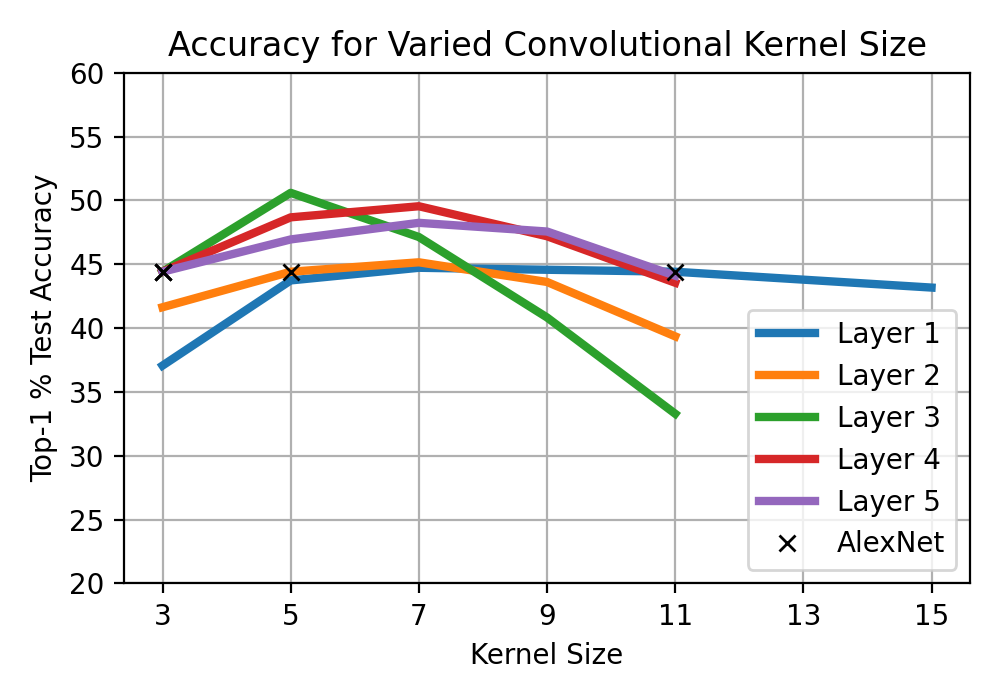 Accuracy for Varied Convolutional Kernel Size
Top-1 % Test Accuracy
60
55
50
45
40
35
30
25
20
3 5 7 9 11 13 15
Kernel Size
Layer 1
Layer 2
Layer 3
Layer 4
Layer 5
AlexNet